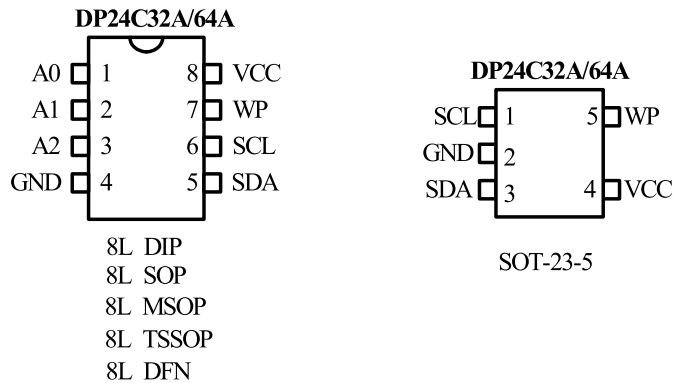 DP24C32A/64A
A0 1 8 VCC
A1 2 7 WP
A2 3 6 SCL
GND 4 5 SDA
8L DIP
8L SOP
8L MSOP
8L TSSOP
8L DFN
DP24C32A/64A
SCL 1 5 WP
GND 2
SDA 3 4 VCC
SOT-23-5